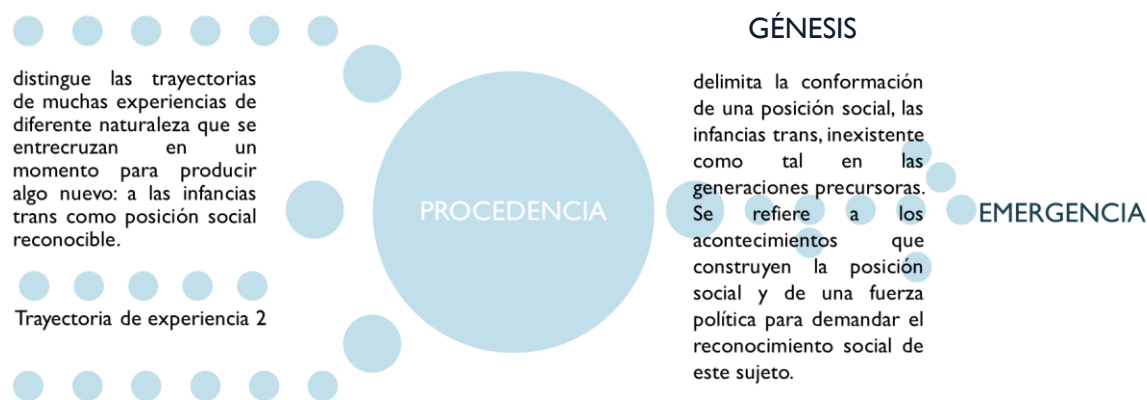 distingue las trayectorias
de muchas experiencias de
diferente naturaleza que se
entrecruzan en un
momento para producir
algo nuevo: a las infancias
trans como posición social
reconocible.
Trayectoria de experiencia 2
PROCEDENCIA
GÉNESIS
delimita la conformación
de una posición social, las
infancias trans, inexistente
como tal en las
generaciones precursoras.
Se refiere a los
acontecimientos que
construyen la posición
social y de una fuerza
política para demandar el
reconocimiento social de
este sujeto.
EMERGENCIA